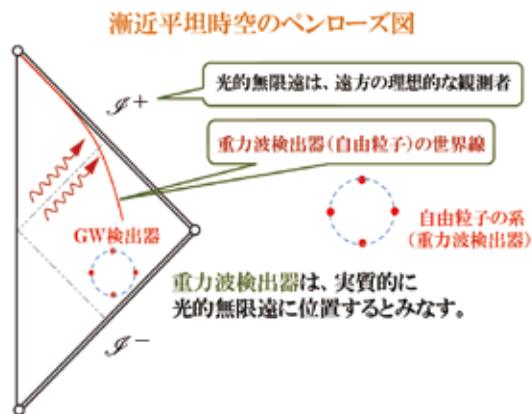 漸近平坦時空のペンローズ図
ℐ+
光的無限遠は、遠方の理想的な観測者
重力波検出器(自由粒子)の世界線
GW検出器
自由粒子の系
(重力波検出器)
重力波検出器は、実質的に
光的無限遠に位置するとみなす。
ℐ−